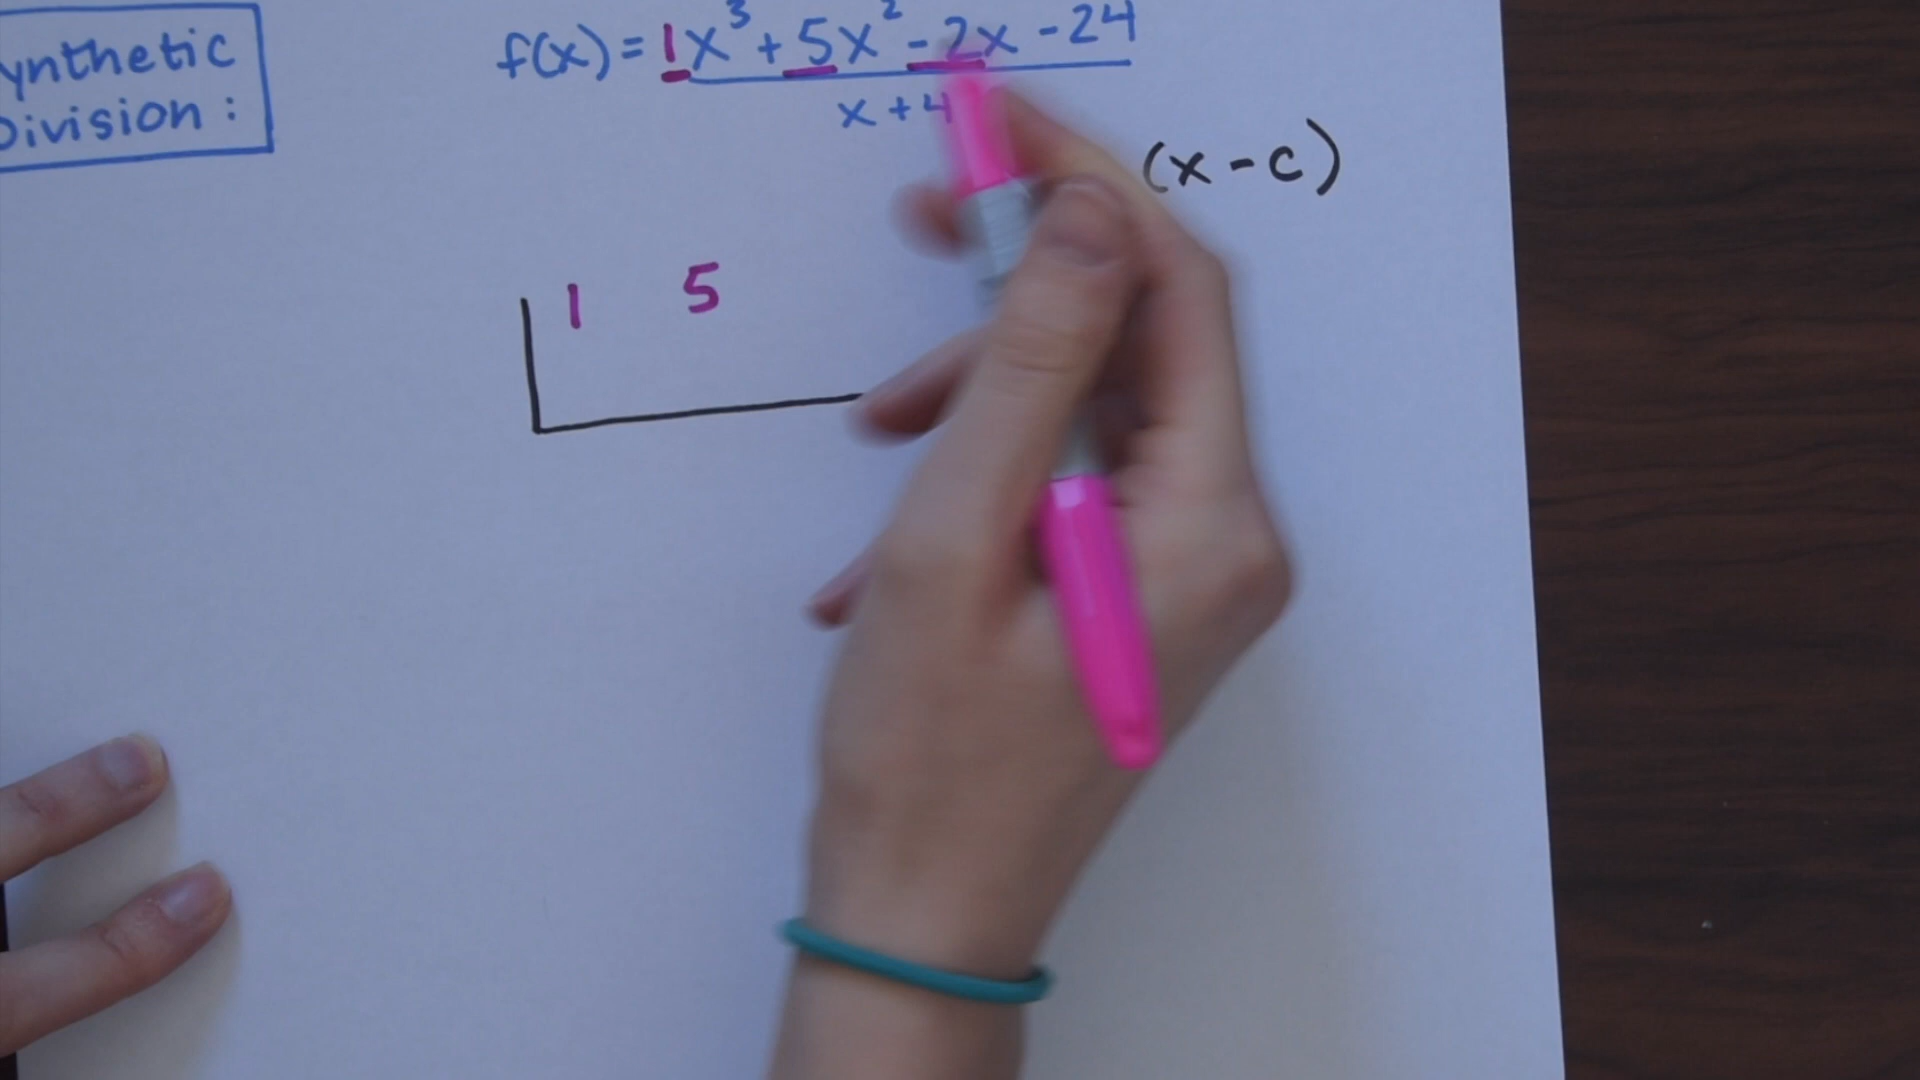 ynthetic
Division :
f(x) = 1x³ + 5x² - 2x - 24
x + 4
(x - c)
1 5